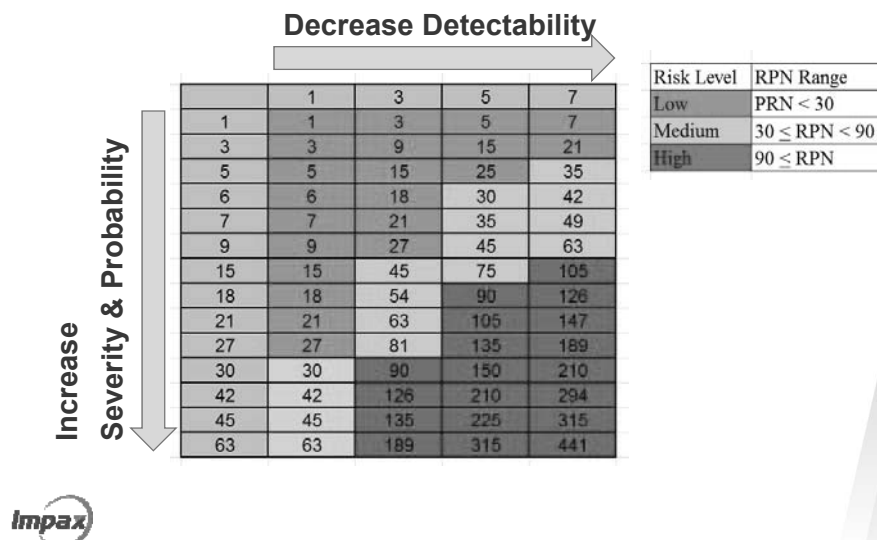 Decrease Detectability
Increase
Severity & Probability
1 3 5 7
1 1 3 5 7
3 3 9 15 21
5 5 15 25 35
6 6 18 30 42
7 7 21 35 49
9 9 27 45 63
15 15 45 75 105
18 18 54 90 126
21 21 63 105 147
27 27 81 135 189
30 30 90 150 210
42 42 126 210 294
45 45 135 225 315
63 63 189 315 441
Risk Level RPN Range
Low PRN < 30
Medium 30 ≤ RPN < 90
High 90 ≤ RPN
Impax